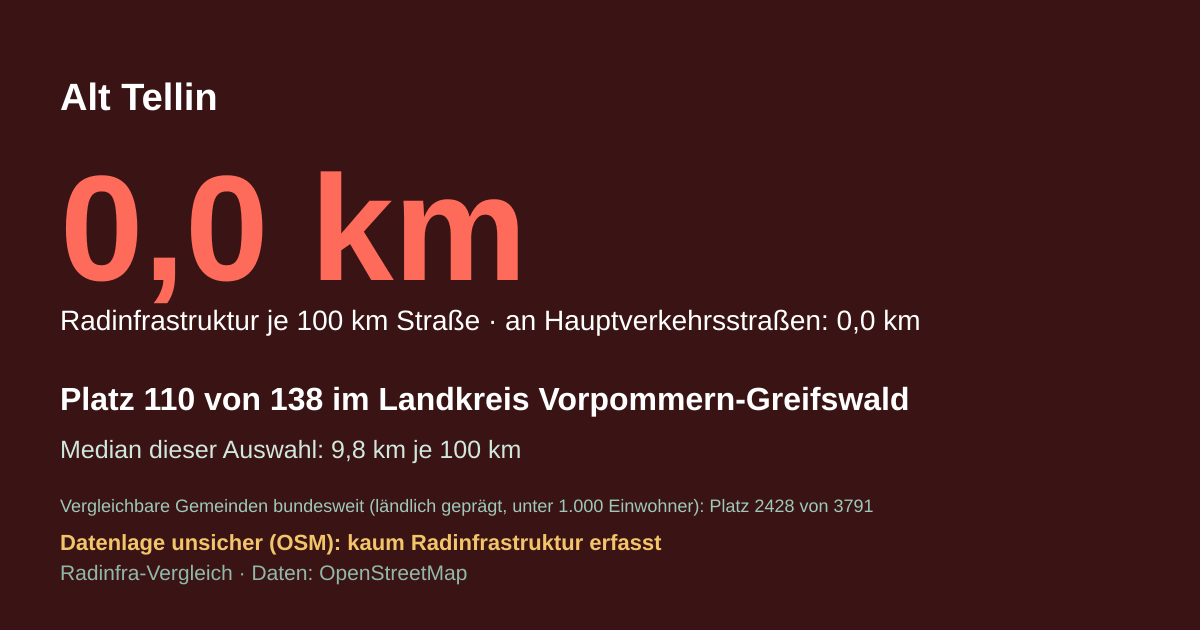 Alt Tellin
0,0 km
Radinfrastruktur je 100 km Straße · an Hauptverkehrsstraßen: 0,0 km
Platz 110 von 138 im Landkreis Vorpommern-Greifswald
Median dieser Auswahl: 9,8 km je 100 km
Vergleichbare Gemeinden bundesweit (ländlich geprägt, unter 1.000 Einwohner): Platz 2428 von 3791
Datenlage unsicher (OSM): kaum Radinfrastruktur erfasst
Radinfra-Vergleich · Daten: OpenStreetMap